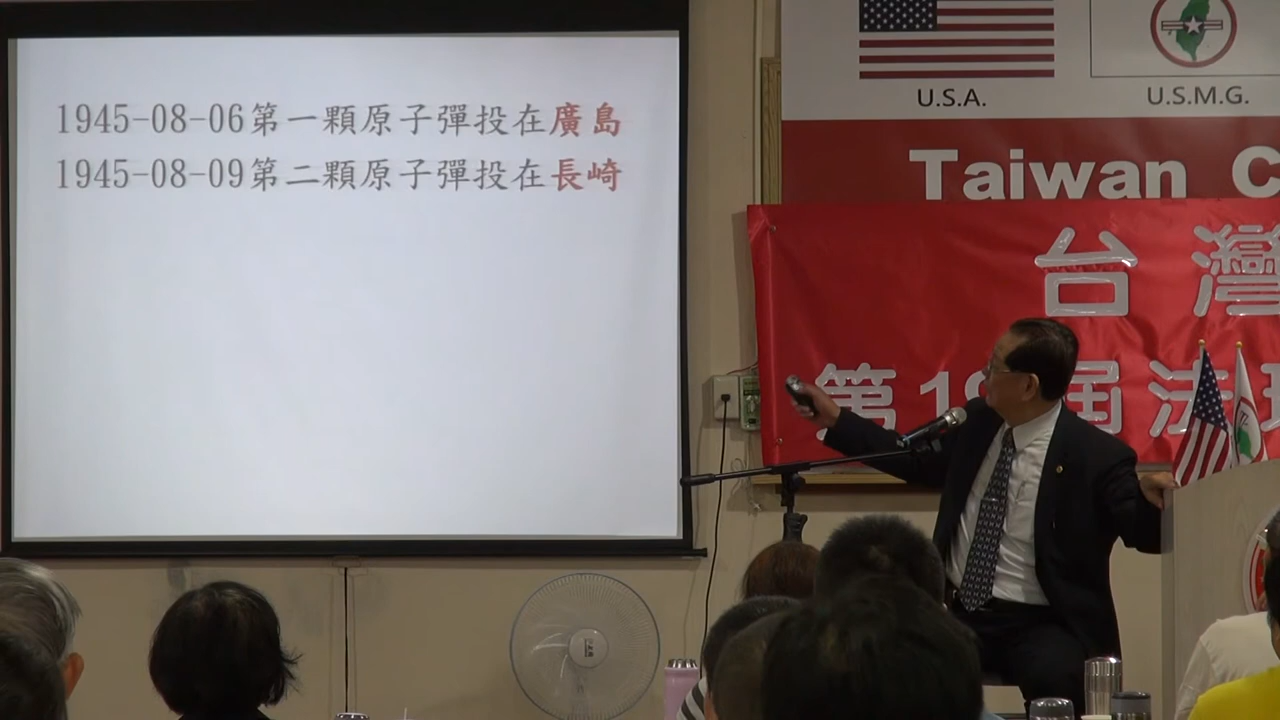 1945-08-06第一顆原子彈投在廣島
1945-08-09第二顆原子彈投在長崎
U.S.A.
U.S.M.G.
Taiwan C
台灣
第19屆法